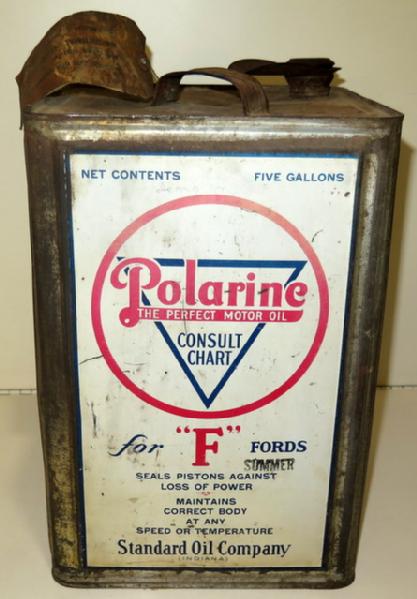 NET CONTENTS FIVE GALLONS
Polarine
THE PERFECT MOTOR OIL
CONSULT
CHART
for "F" FORDS
SUMMER
SEALS PISTONS AGAINST
LOSS OF POWER
MAINTAINS
CORRECT BODY
AT ANY
SPEED OR TEMPERATURE
Standard Oil Company
(INDIANA)